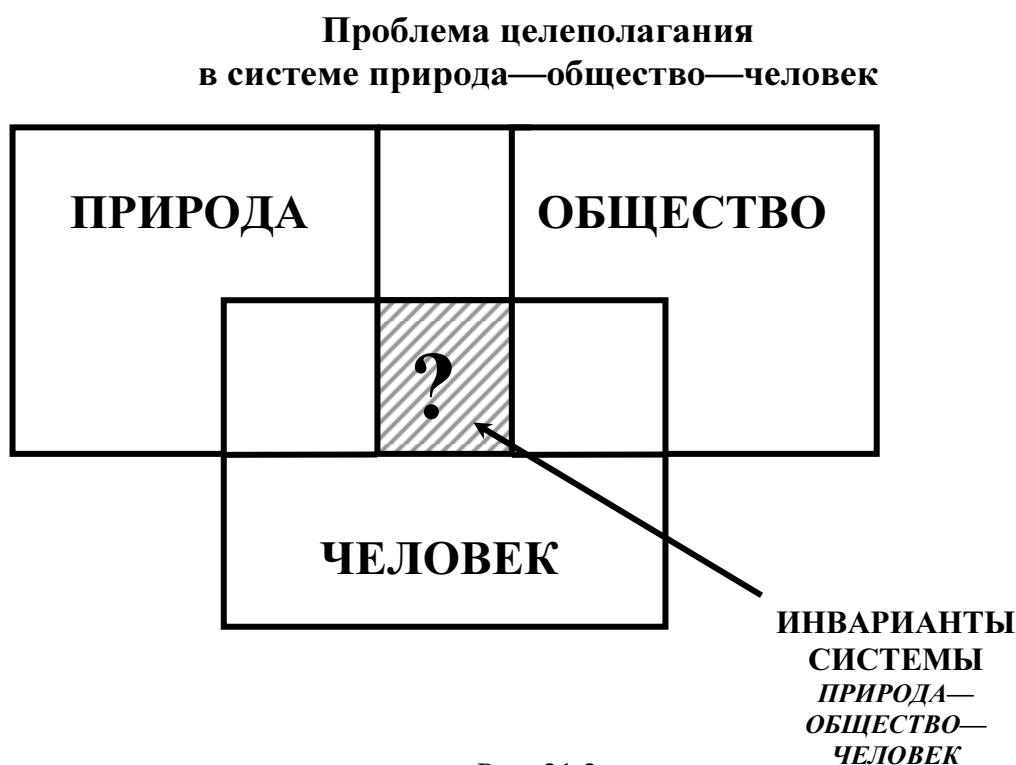 Проблема целеполагания
в системе природа—общество—человек
ПРИРОДА
ОБЩЕСТВО
?
ЧЕЛОВЕК
ИНВАРИАНТЫ
СИСТЕМЫ
ПРИРОДА—
ОБЩЕСТВО—
ЧЕЛОВЕК